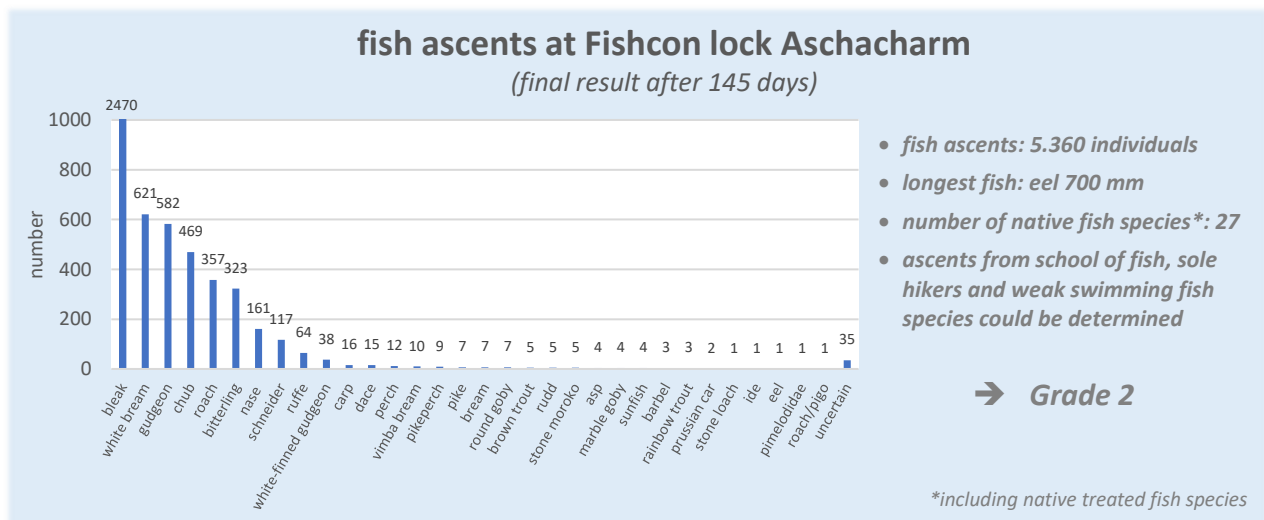 fish ascents at Fishcon lock Aschacharm
(final result after 145 days)
number
1000
800
600
400
200
0
2470
621
582
469
357
323
161
117
64
38
16
15
12
10
9
7
7
7
5
5
5
4
4
4
3
3
2
1
1
1
1
1
35
bleak
white bream
gudgeon
chub
roach
bitterling
nase
schneider
ruffe
white-finned gudgeon
carp
dace
perch
vimba bream
pikeperch
pike
bream
round goby
brown trout
rudd
stone moroko
asp
marble goby
sunfish
barbel
rainbow trout
prussian car
stone loach
ide
eel
pimelodidae
roach/pigo
uncertain
• fish ascents: 5.360 individuals
• longest fish: eel 700 mm
• number of native fish species*: 27
• ascents from school of fish, sole
hikers and weak swimming fish
species could be determined
➔ Grade 2
*including native treated fish species